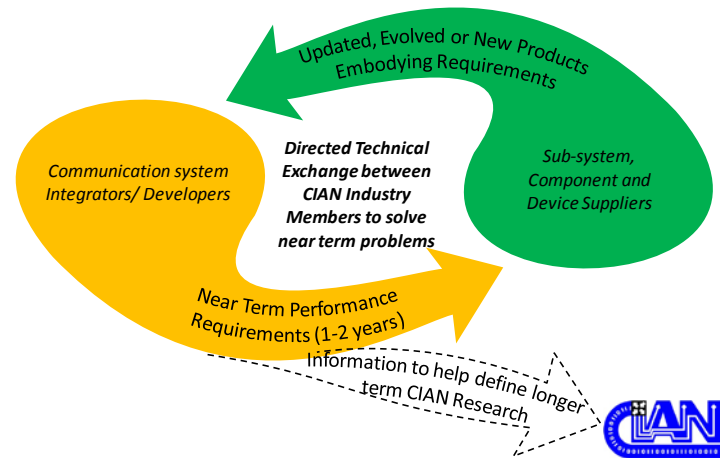 Updated, Evolved or New Products
Embodying Requirements
Directed Technical
Exchange between
CIAN Industry
Members to solve
near term problems
Communication system
Integrators/ Developers
Sub-system,
Component and
Device Suppliers
Near Term Performance
Requirements (1-2 years)
Information to help define longer
term CIAN Research
CIAN